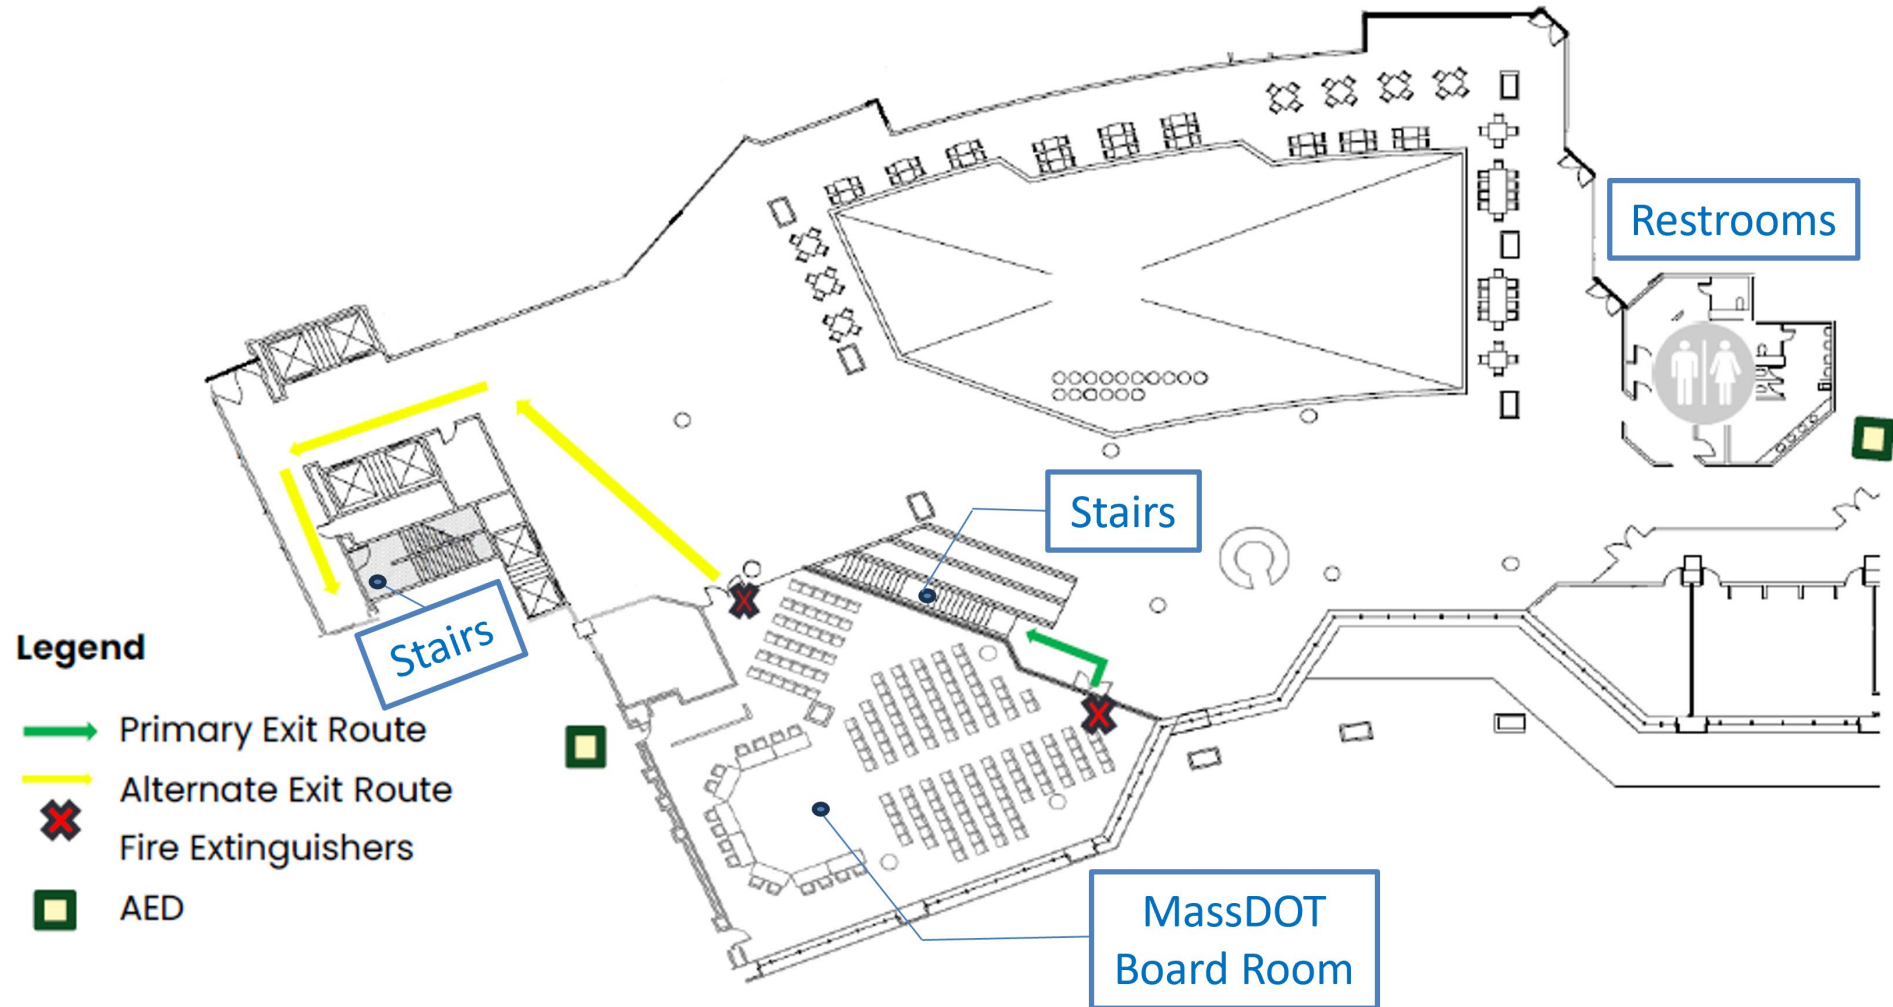 Restrooms
Stairs
Stairs
Legend
Primary Exit Route
Alternate Exit Route
Fire Extinguishers
AED
MassDOT
Board Room